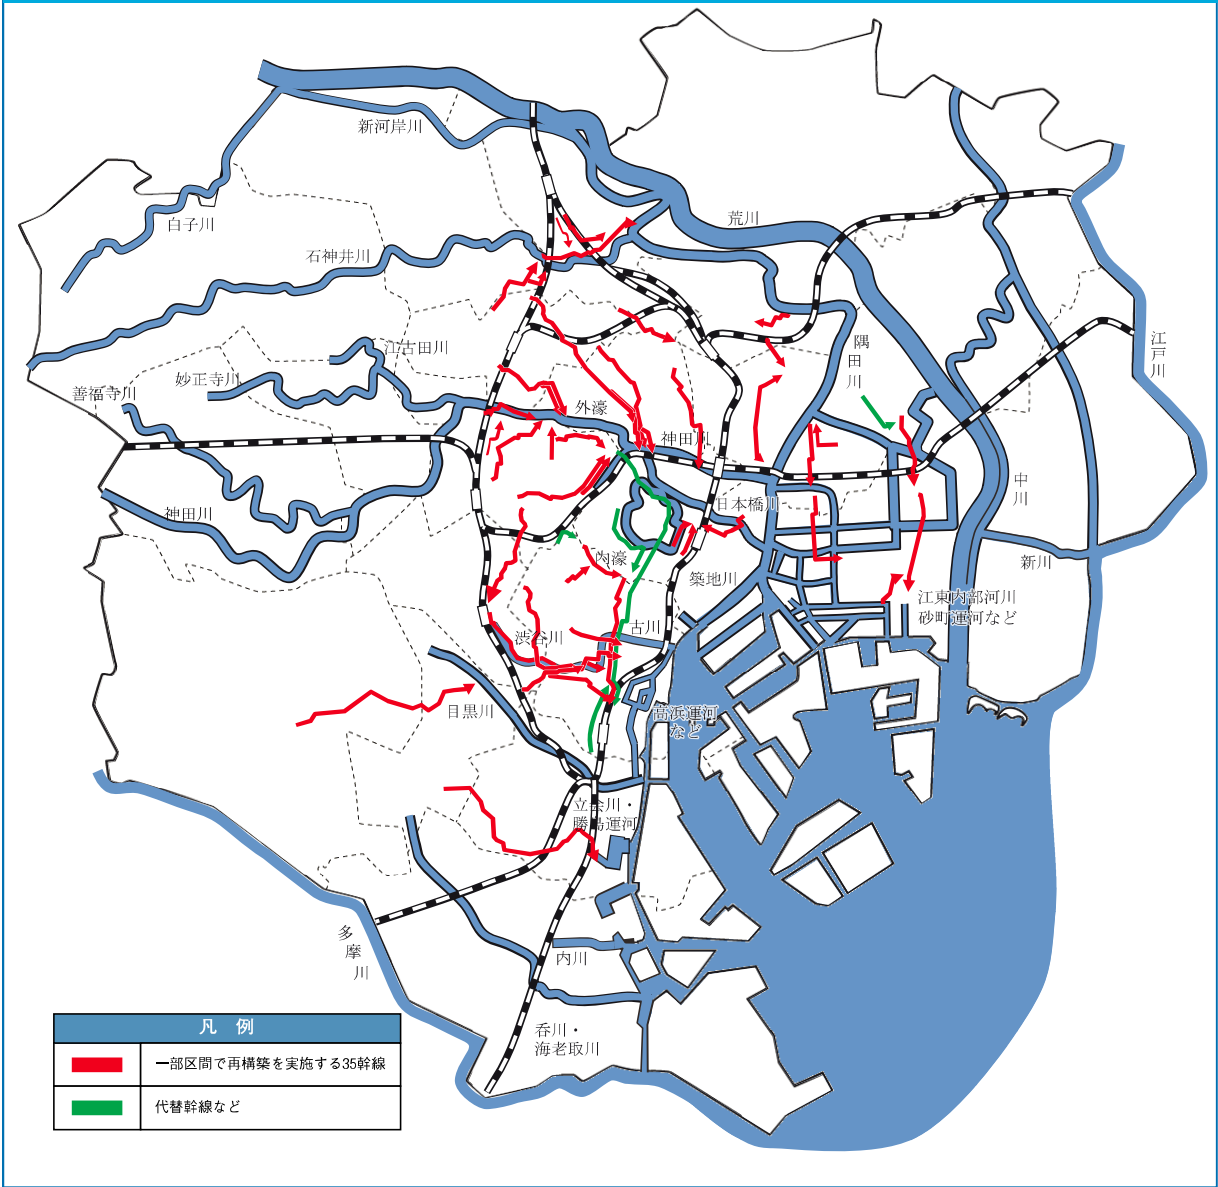 新河岸川
荒川
白子川
石神井川
江古田川
妙正寺川
善福寺川
外濠
神田川
隅田川
江戸川
中川
神田川
日本橋川
内濠
築地川
新川
江東内部河川
砂町運河など
古川
渋谷川
目黒川
高浜運河
など
立会川・
勝島運河
多摩川
内川
呑川・
海老取川
凡 例
一部区間で再構築を実施する35幹線
代替幹線など